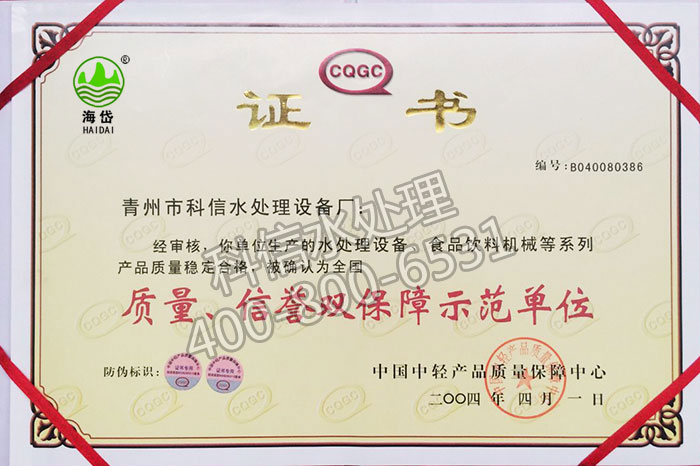 CQGC
®
海岱
HAIDAI
证书
编号:B040080386
青州市科信水处理设备厂:
经审核,你单位生产的水处理设备、食品饮料机械等系列
产品质量稳定合格,被确认为全国
质量、信誉双保障示范单位
科信水处理
400-800-6531
防伪标识:
CQGC
CQGC
中国中轻产品质量保障中心
二〇〇四年四月一日